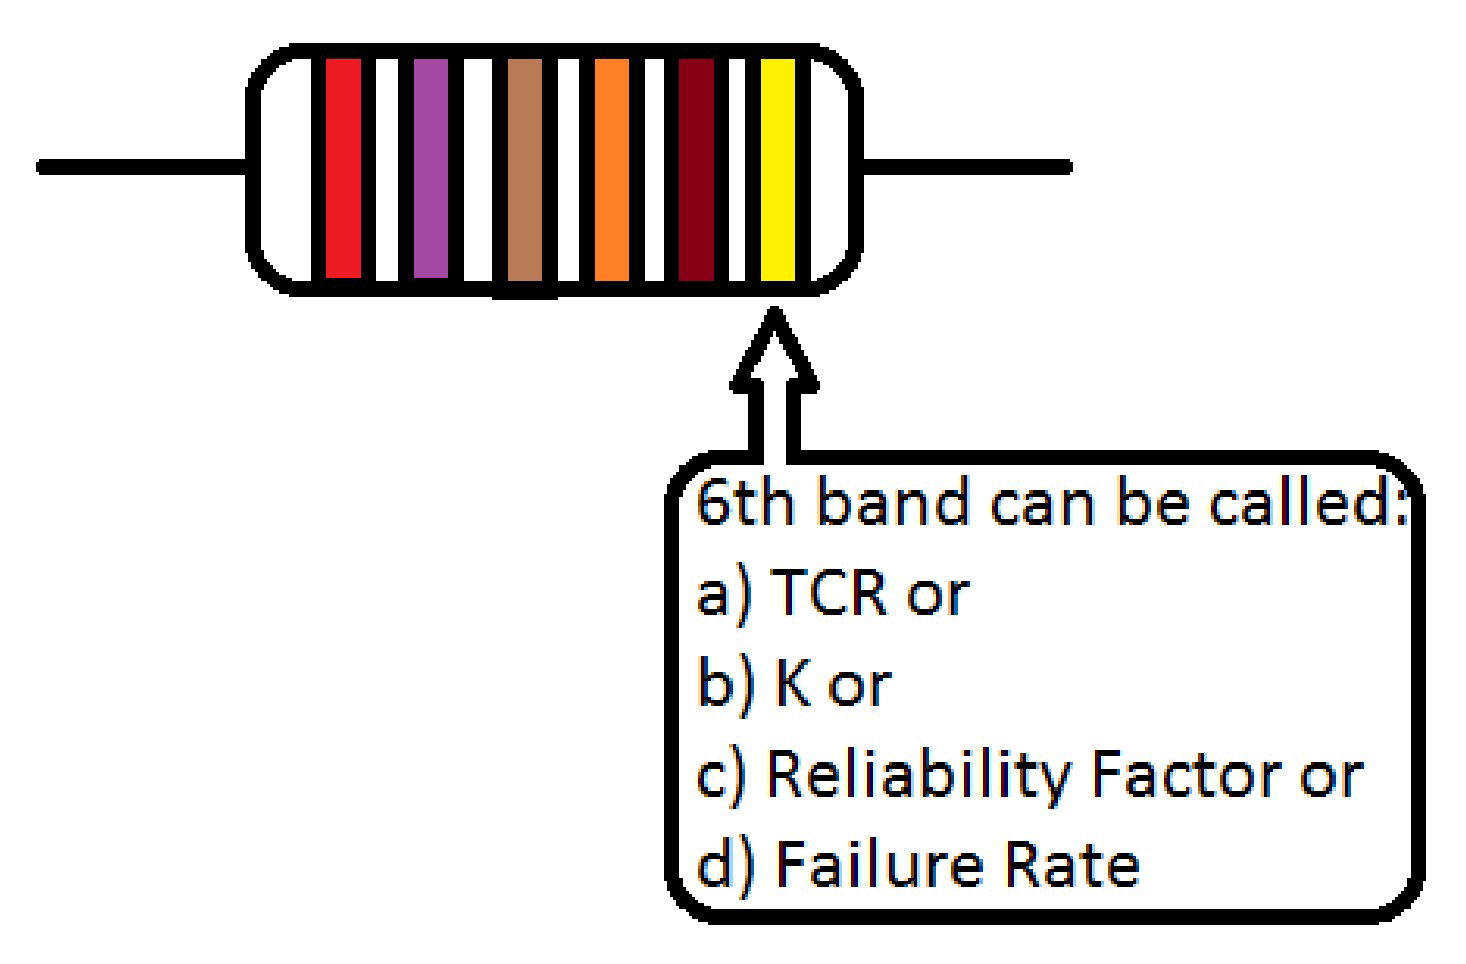 6th band can be called:
a) TCR or
b) K or
c) Reliability Factor or
d) Failure Rate